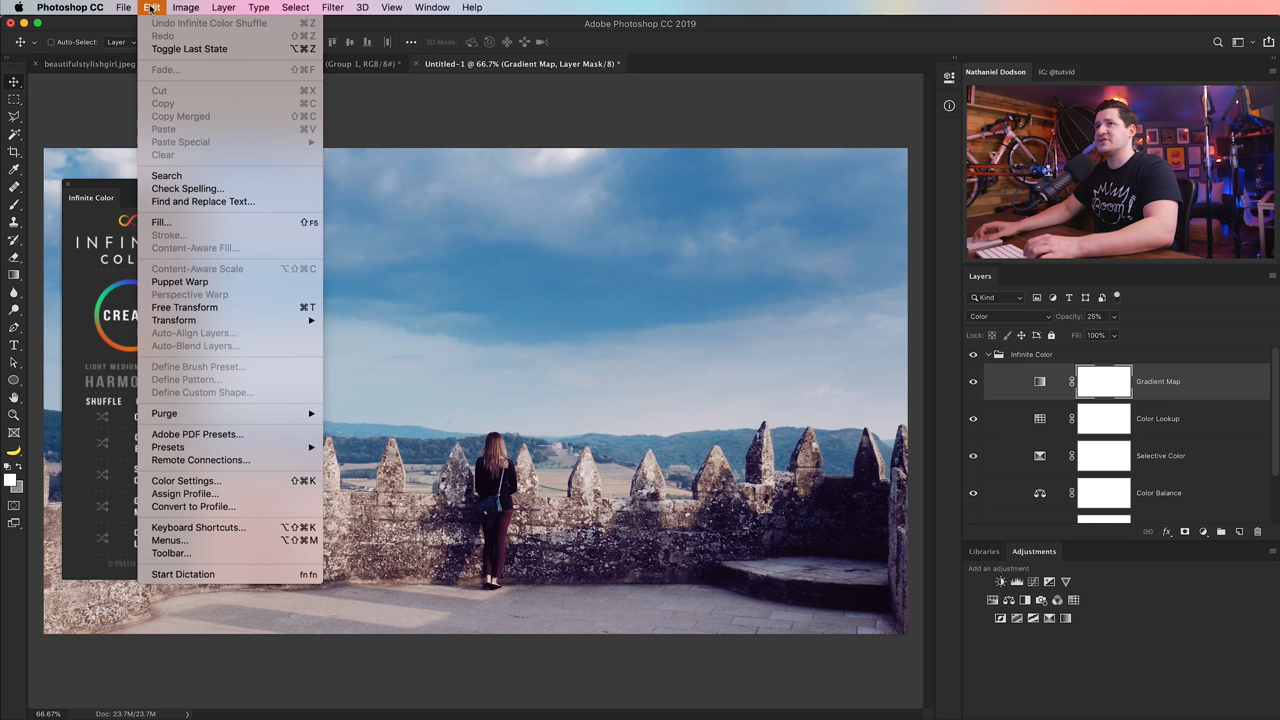 Photoshop CC File Edit Image Layer Type Select Filter 3D View Window Help
Adobe Photoshop CC 2019
Auto-Select: Layer
3D Mode:
beautifulstylishgirl.jpeg
(Group 1, RGB/8#) *
Untitled-1 @ 66.7% (Gradient Map, Layer Mask/8) *
Undo Infinite Color Shuffle ⌘Z
Redo ⇧⌘Z
Toggle Last State ⌥⌘Z
Fade... ⇧⌘F
Cut ⌘X
Copy ⌘C
Copy Merged ⇧⌘C
Paste ⌘V
Paste Special
Clear
Search
Check Spelling...
Find and Replace Text...
Fill... ⇧F5
Stroke...
Content-Aware Fill...
Content-Aware Scale ⌥⇧⌘C
Puppet Warp
Perspective Warp
Free Transform ⌘T
Transform
Auto-Align Layers...
Auto-Blend Layers...
Define Brush Preset...
Define Pattern...
Define Custom Shape...
Purge
Adobe PDF Presets...
Presets
Remote Connections...
Color Settings... ⇧⌘K
Assign Profile...
Convert to Profile...
Keyboard Shortcuts... ⌥⇧⌘K
Menus... ⌥⇧⌘M
Toolbar...
Start Dictation fn fn
Infinite Color
INFIN
COL
CREA
LIGHT MEDIUM
HARMO
SHUFFLE
Nathaniel Dodson IG: @tutvid
Boom!
Layers
Kind
Color Opacity: 25%
Lock: Fill: 100%
Infinite Color
Gradient Map
Color Lookup
Selective Color
Color Balance
Libraries Adjustments
Add an adjustment
66.67% Doc: 23.7M/23.7M